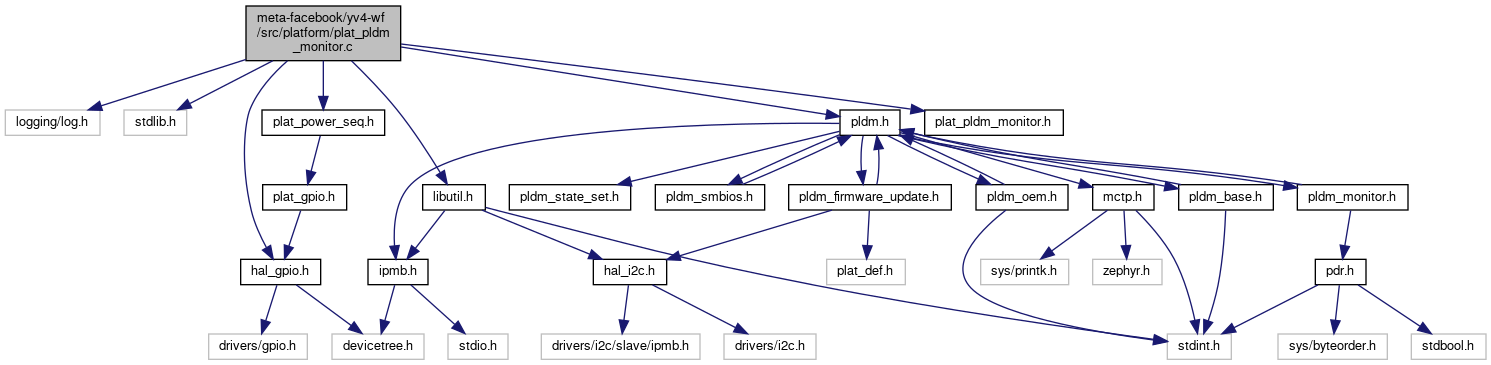 meta-facebook/yv4-wf
/src/platform/plat_pldm
_monitor.c
logging/log.h
stdlib.h
plat_power_seq.h
pldm.h
plat_pldm_monitor.h
plat_gpio.h
libutil.h
pldm_state_set.h
pldm_smbios.h
pldm_firmware_update.h
pldm_oem.h
mctp.h
pldm_base.h
pldm_monitor.h
hal_gpio.h
ipmb.h
hal_i2c.h
plat_def.h
sys/printk.h
zephyr.h
pdr.h
drivers/gpio.h
devicetree.h
stdio.h
drivers/i2c/slave/ipmb.h
drivers/i2c.h
stdint.h
sys/byteorder.h
stdbool.h